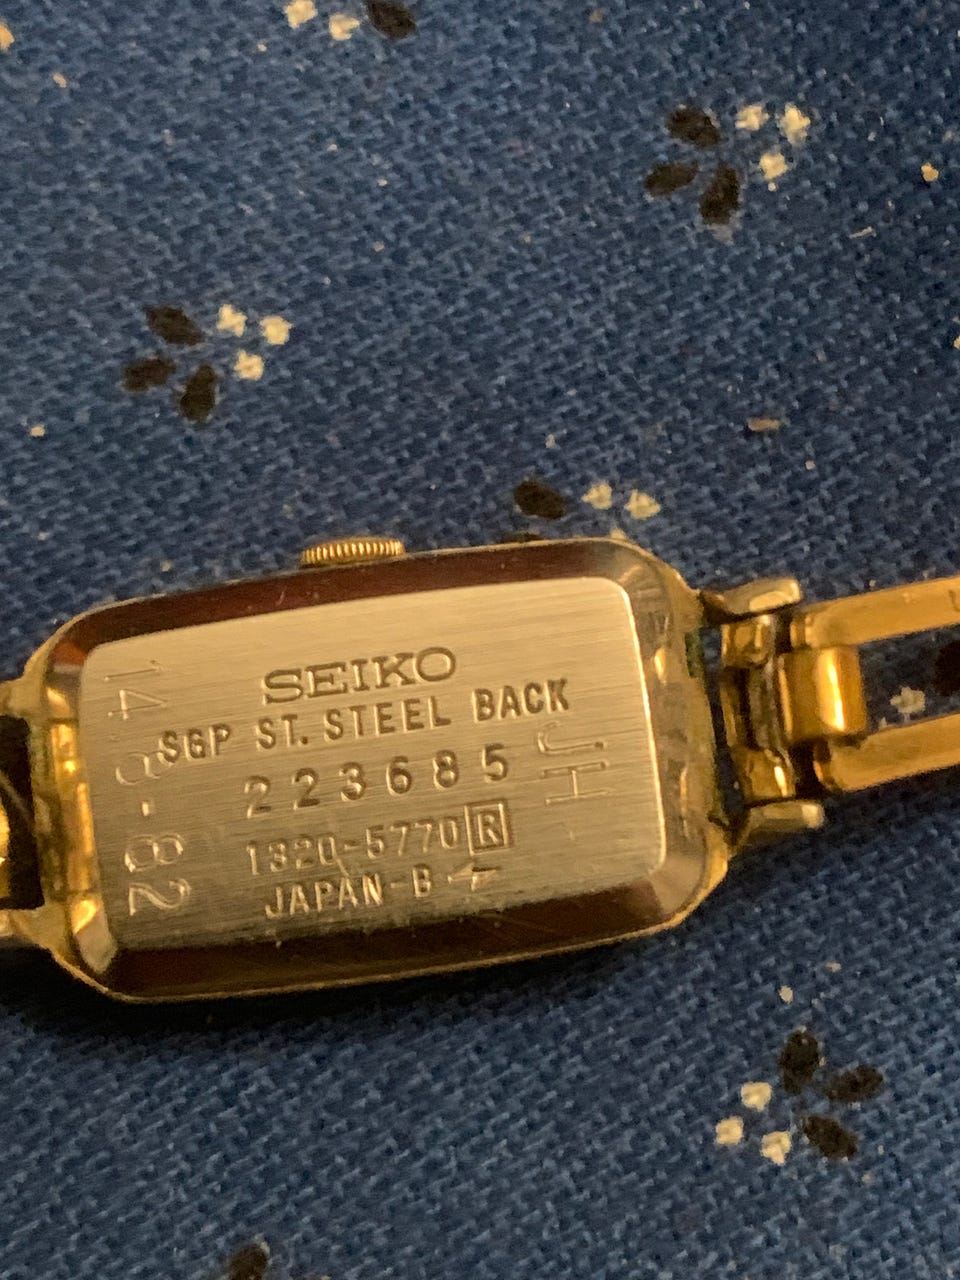 SEIKO
SGP ST. STEEL BACK
223685
1320-5770 R
JAPAN-B
14.8.82
JH